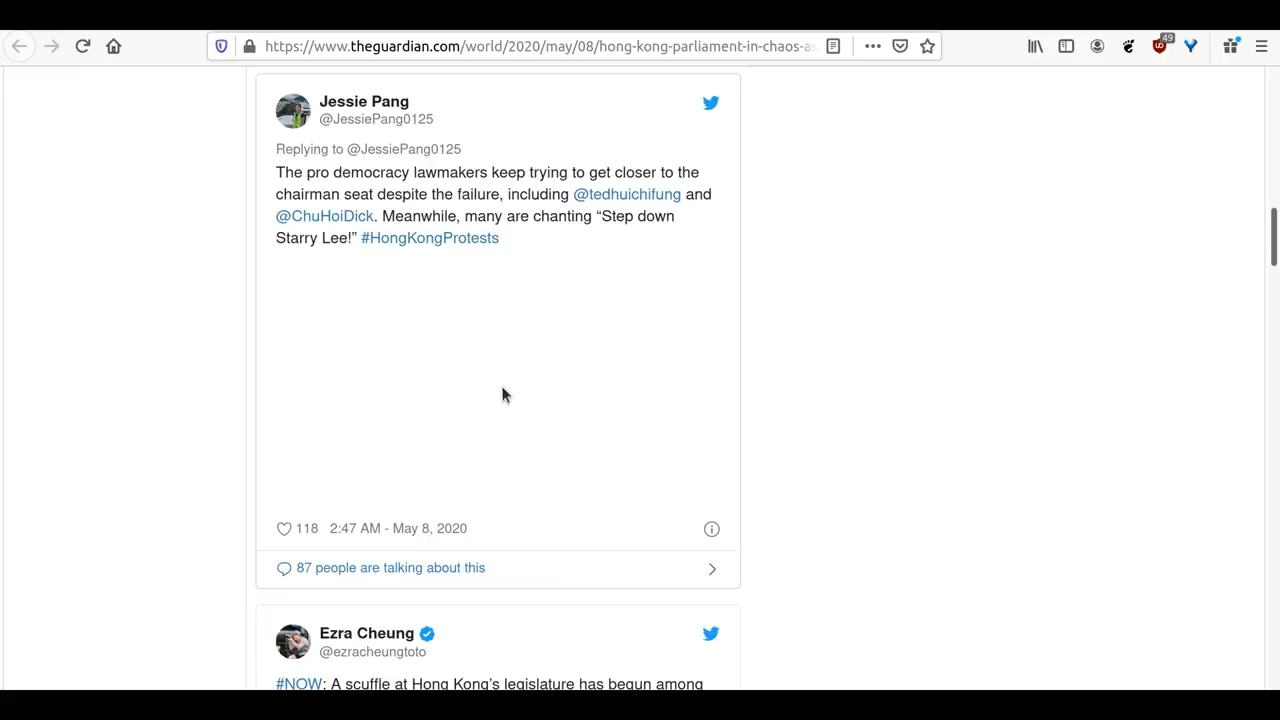 https://www.theguardian.com/world/2020/may/08/hong-kong-parliament-in-chaos-as
49
Jessie Pang
@JessiePang0125
Replying to @JessiePang0125
The pro democracy lawmakers keep trying to get closer to the
chairman seat despite the failure, including @tedhuichifung and
@ChuHoiDick. Meanwhile, many are chanting “Step down
Starry Lee!” #HongKongProtests
118 2:47 AM - May 8, 2020
87 people are talking about this
Ezra Cheung
@ezracheungtoto
#NOW: A scuffle at Hong Kong’s legislature has begun among